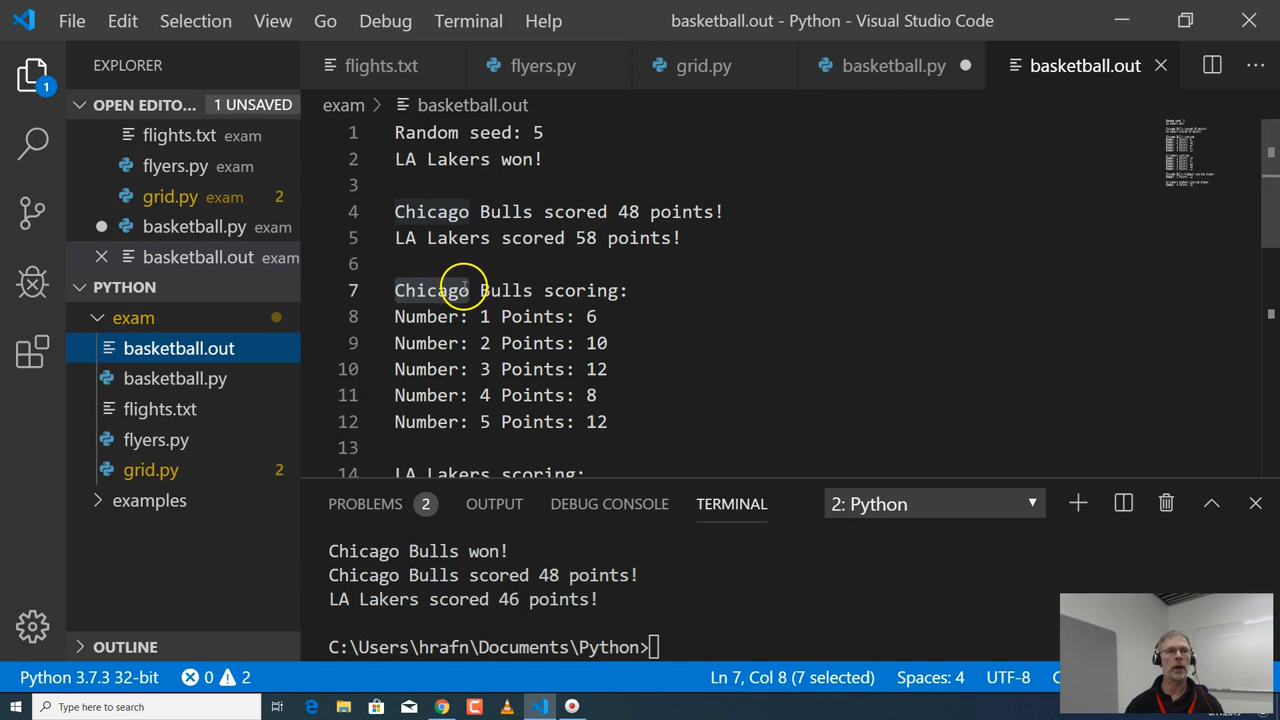 File Edit Selection View Go Debug Terminal Help basketball.out - Python - Visual Studio Code
EXPLORER
flights.txt flyers.py grid.py basketball.py basketball.out
OPEN EDITO... 1 UNSAVED
flights.txt exam
flyers.py exam
grid.py exam 2
basketball.py exam
basketball.out exam
PYTHON
exam
basketball.out
basketball.py
flights.txt
flyers.py
grid.py 2
examples
OUTLINE
1
exam > basketball.out
1 Random seed: 5
2 LA Lakers won!
3
4 Chicago Bulls scored 48 points!
5 LA Lakers scored 58 points!
6
7 Chicago Bulls scoring:
8 Number: 1 Points: 6
9 Number: 2 Points: 10
10 Number: 3 Points: 12
11 Number: 4 Points: 8
12 Number: 5 Points: 12
13
14 LA Lakers scoring:
PROBLEMS 2 OUTPUT DEBUG CONSOLE TERMINAL 2: Python
Chicago Bulls won!
Chicago Bulls scored 48 points!
LA Lakers scored 46 points!
C:\Users\hrafn\Documents\Python>
Python 3.7.3 32-bit 0 2 Ln 7, Col 8 (7 selected) Spaces: 4 UTF-8
Type here to search